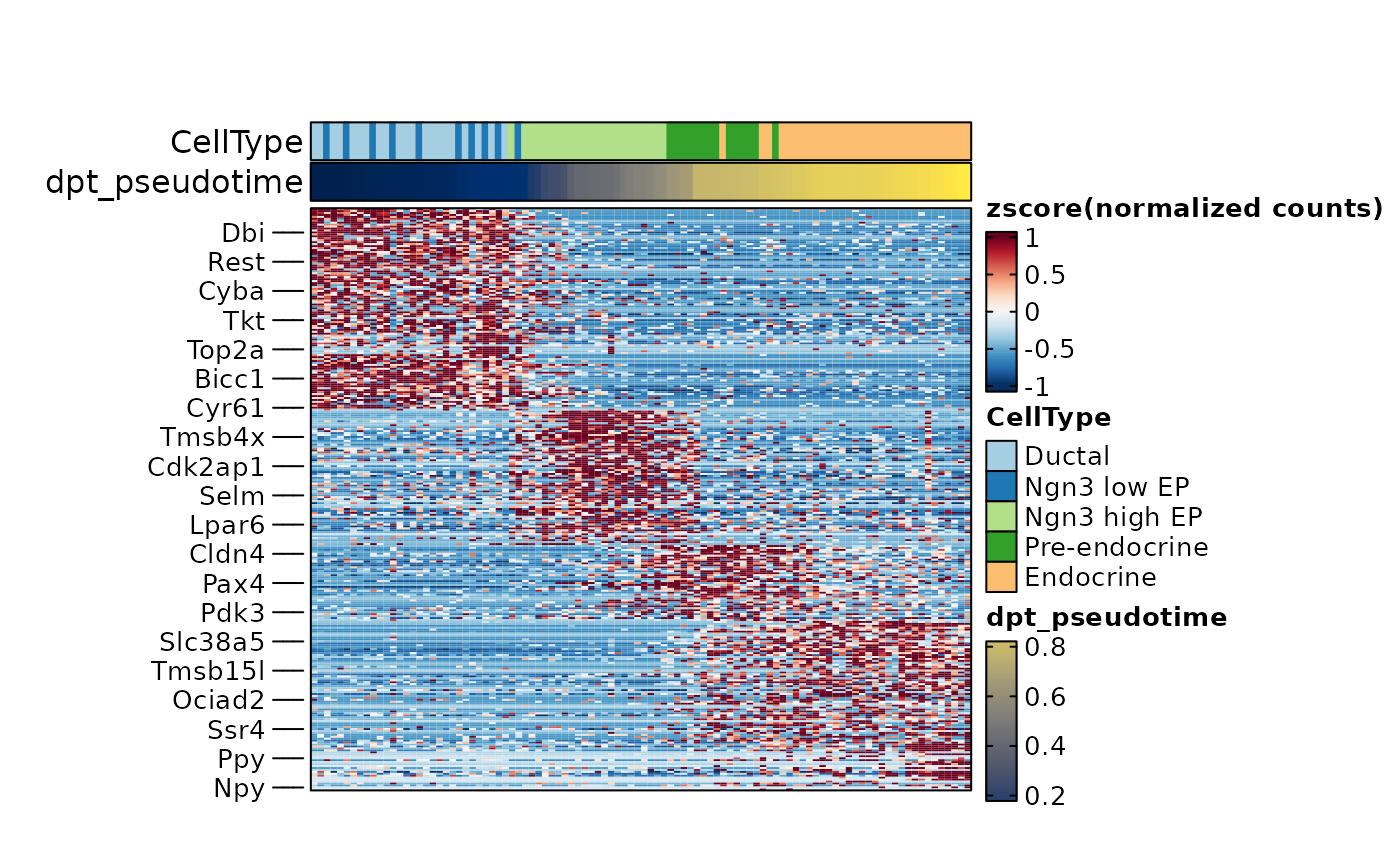 CellType
dpt_pseudotime
Dbi
Rest
Cyba
Tkt
Top2a
Bicc1
Cyr61
Tmsb4x
Cdk2ap1
Selm
Lpar6
Cldn4
Pax4
Pdk3
Slc38a5
Tmsb15l
Ociad2
Ssr4
Ppy
Npy
zscore(normalized counts)
1
0.5
0
-0.5
-1
CellType
Ductal
Ngn3 low EP
Ngn3 high EP
Pre-endocrine
Endocrine
dpt_pseudotime
0.8
0.6
0.4
0.2